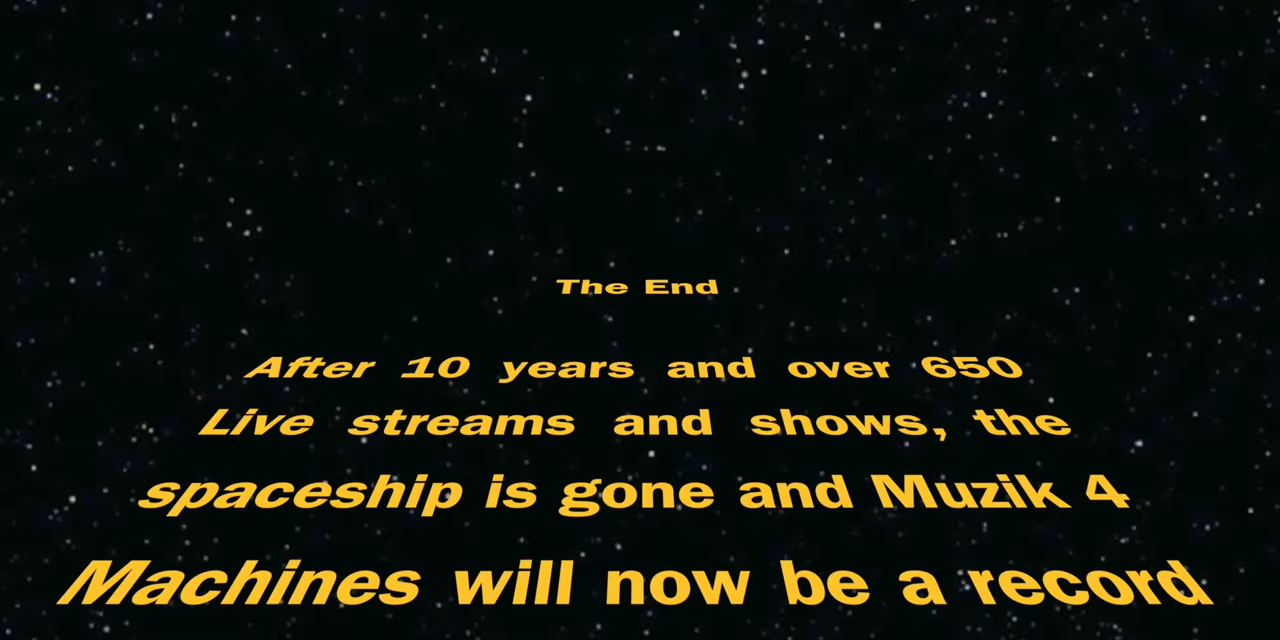 The End
After 10 years and over 650
Live streams and shows, the
spaceship is gone and Muzik 4
Machines will now be a record